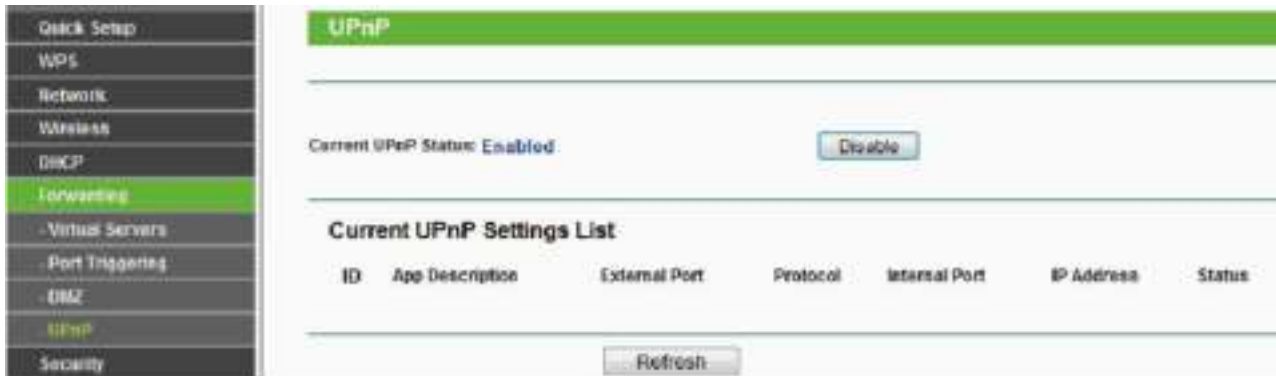 Quick Setup
WPS
Network
Wireless
DHCP
Forwarding
- Virtual Servers
- Port Triggering
- DMZ
- UPnP
Security
UPnP
Current UPnP Status: Enabled
Disable
Current UPnP Settings List
ID App Description External Port Protocol Internal Port IP Address Status
Refresh